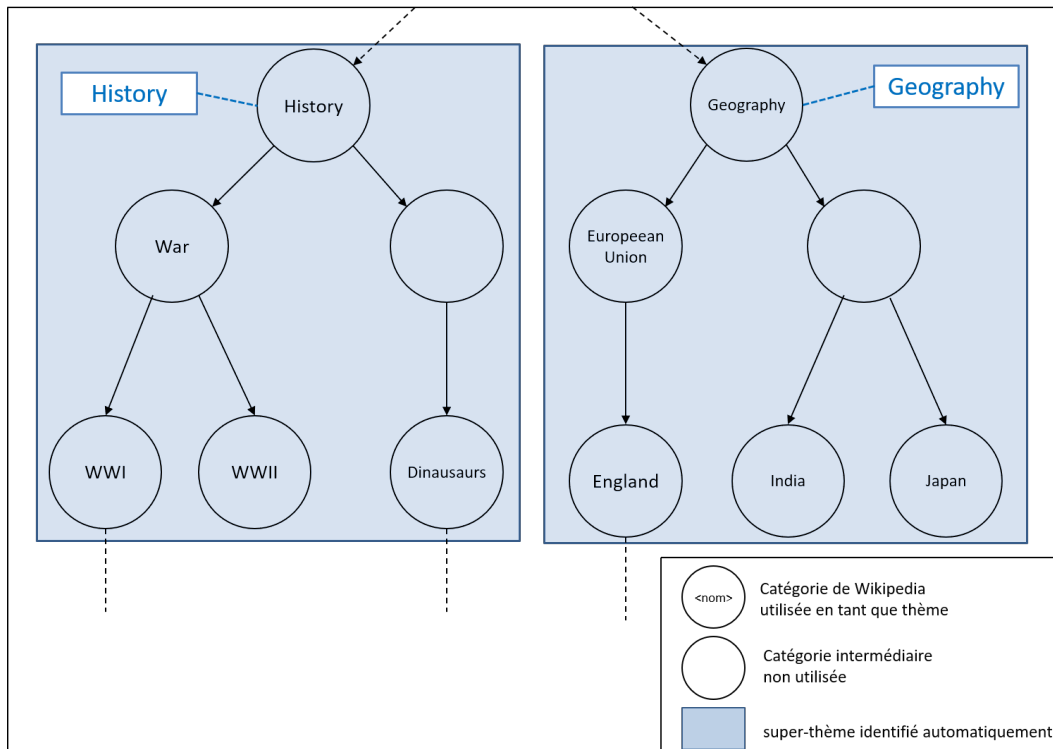 History
History
Geography
Geography
War
Europeean
Union
WWI
WWII
Dinausaurs
England
India
Japan
<nom>
Catégorie de Wikipedia
utilisée en tant que thème
Catégorie intermédiaire
non utilisée
super-thème identifié automatiquement